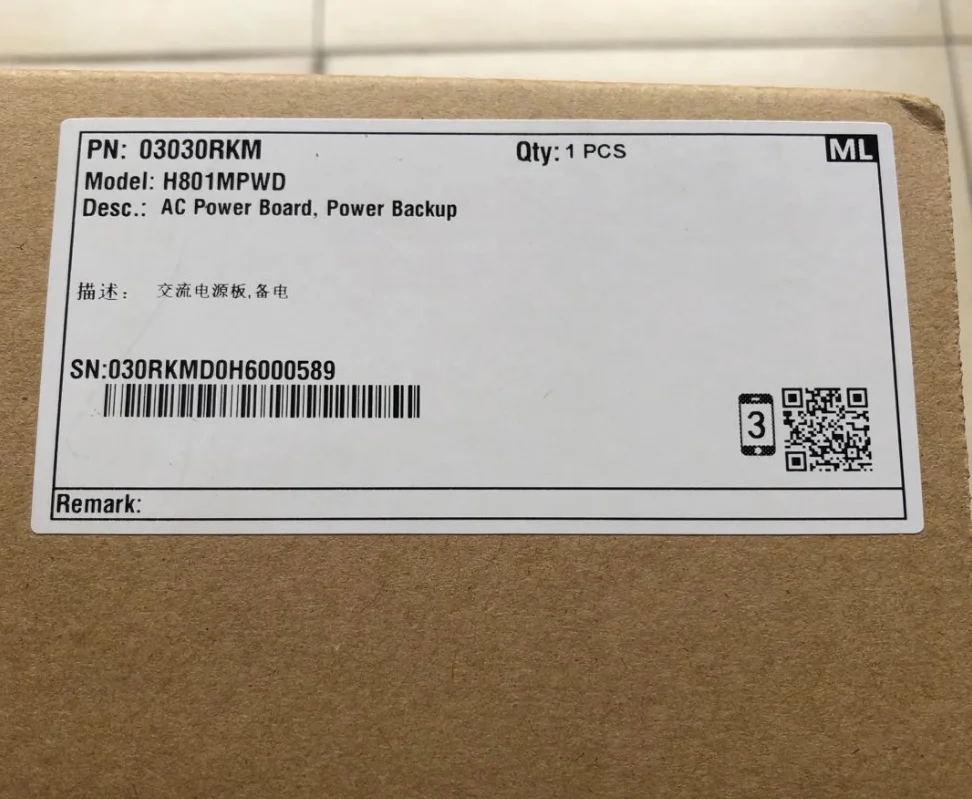 PN: 03030RKM Qty: 1 PCS ML
Model: H801MPWD
Desc.: AC Power Board, Power Backup
描述: 交流电源板,备电
SN:030RKMD0H6000589
3
Remark: